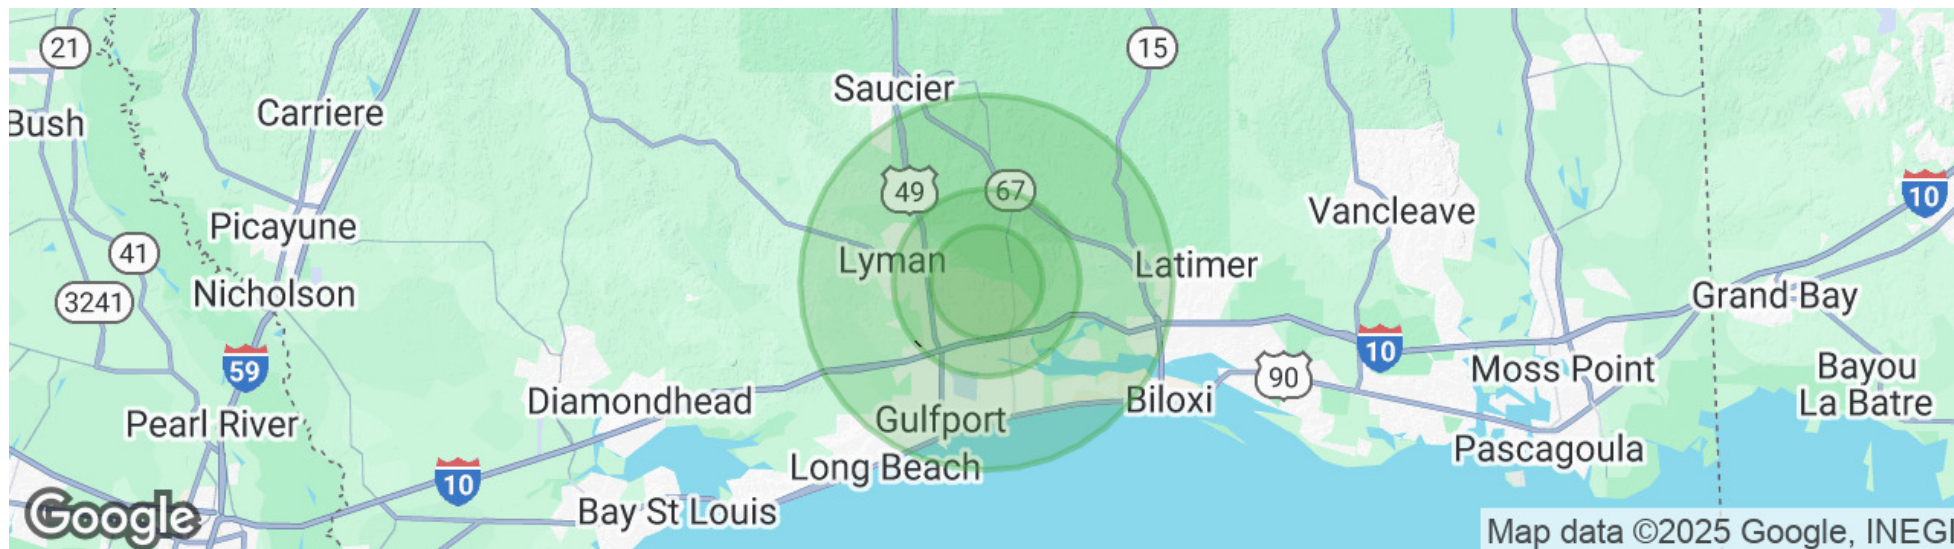 21
15
Saucier
Carriere
Bush
49
67
10
Vancleave
Picayune
41
Lyman
Latimer
Nicholson
3241
Grand Bay
10
59
90
Moss Point
Bayou
La Batre
Diamondhead
Biloxi
Pearl River
Gulfport
Pascagoula
Long Beach
10
Bay St Louis
Google
Map data ©2025 Google, INEGI